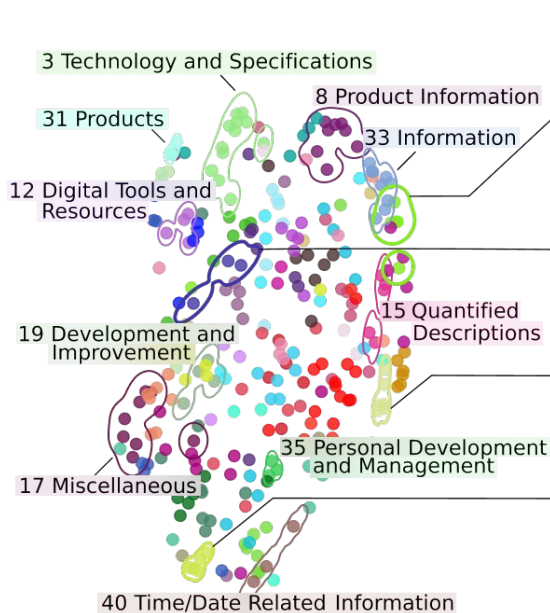 3 Technology and Specifications
8 Product Information
31 Products
33 Information
12 Digital Tools and
Resources
15 Quantified
Descriptions
19 Development and
Improvement
35 Personal Development
and Management
17 Miscellaneous
40 Time/Date Related Information